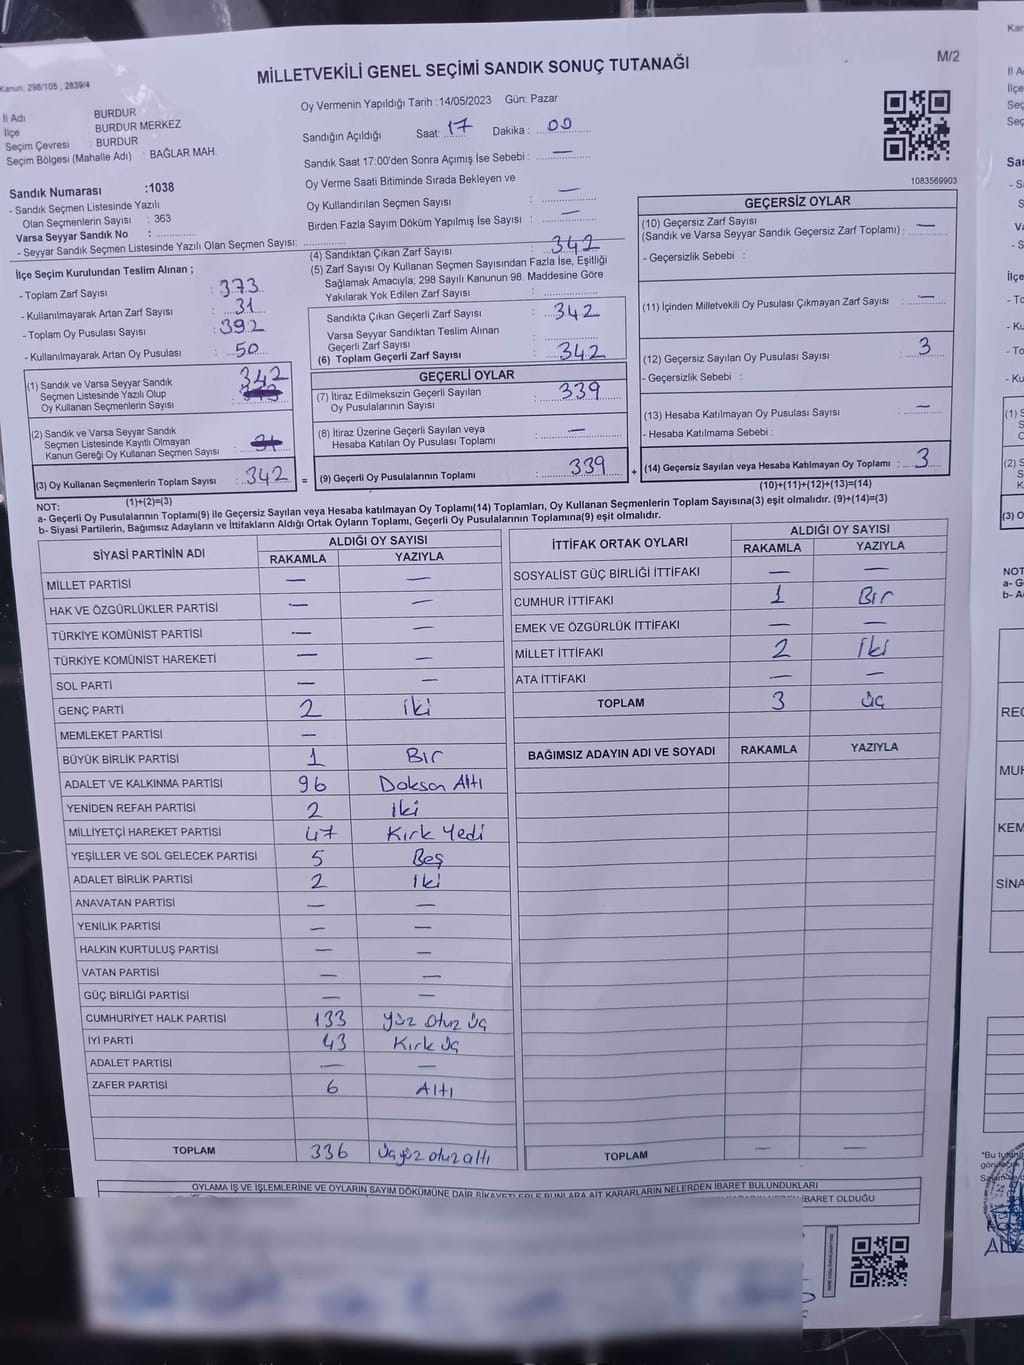 Kanun: 298/105 , 2839/4
MİLLETVEKİLİ GENEL SEÇİMİ SANDIK SONUÇ TUTANAĞI
M/2
İl Adı : BURDUR
İlçe : BURDUR MERKEZ
Seçim Çevresi : BURDUR
Seçim Bölgesi (Mahalle Adı) : BAĞLAR MAH.
Sandık Numarası :1038
- Sandık Seçmen Listesinde Yazılı
Olan Seçmenlerin Sayısı : 363
Varsa Seyyar Sandık No :
- Seyyar Sandık Seçmen Listesinde Yazılı Olan Seçmen Sayısı:
Oy Vermenin Yapıldığı Tarih :14/05/2023 Gün: Pazar
Sandığın Açıldığı Saat: 17 Dakika : 00
Sandık Saat 17:00'den Sonra Açımış İse Sebebi : —
Oy Verme Saati Bitiminde Sırada Bekleyen ve
Oy Kullandırılan Seçmen Sayısı : —
Birden Fazla Sayım Döküm Yapılmış İse Sayısı : —
1083569903
İlçe Seçim Kurulundan Teslim Alınan ;
- Toplam Zarf Sayısı : 373
- Kullanılmayarak Artan Zarf Sayısı : 31
- Toplam Oy Pusulası Sayısı : 392
- Kullanılmayarak Artan Oy Pusulası : 50
(1) Sandık ve Varsa Seyyar Sandık
Seçmen Listesinde Yazılı Olup
Oy Kullanan Seçmenlerin Sayısı : 342
(2) Sandık ve Varsa Seyyar Sandık
Seçmen Listesinde Kayıtlı Olmayan
Kanun Gereği Oy Kullanan Seçmen Sayısı :
(3) Oy Kullanan Seçmenlerin Toplam Sayısı : 342 =
(1)+(2)=(3)
(4) Sandıktan Çıkan Zarf Sayısı : 342
(5) Zarf Sayısı Oy Kullanan Seçmen Sayısından Fazla İse, Eşitliği
Sağlamak Amacıyla; 298 Sayılı Kanunun 98. Maddesine Göre
Yakılarak Yok Edilen Zarf Sayısı :
Sandıkta Çıkan Geçerli Zarf Sayısı : 342
Varsa Seyyar Sandıktan Teslim Alınan
Geçerli Zarf Sayısı :
(6) Toplam Geçerli Zarf Sayısı : 342
GEÇERLİ OYLAR
(7) İtiraz Edilmeksizin Geçerli Sayılan
Oy Pusulalarının Sayısı : 339
(8) İtiraz Üzerine Geçerli Sayılan veya
Hesaba Katılan Oy Pusulası Toplamı : —
(9) Geçerli Oy Pusulalarının Toplamı : 339 +
GEÇERSİZ OYLAR
(10) Geçersiz Zarf Sayısı
(Sandık ve Varsa Seyyar Sandık Geçersiz Zarf Toplamı) : —
- Geçersizlik Sebebi :
(11) İçinden Milletvekili Oy Pusulası Çıkmayan Zarf Sayısı : —
(12) Geçersiz Sayılan Oy Pusulası Sayısı : 3
- Geçersizlik Sebebi :
(13) Hesaba Katılmayan Oy Pusulası Sayısı : —
- Hesaba Katılmama Sebebi :
(14) Geçersiz Sayılan veya Hesaba Katılmayan Oy Toplamı : 3
(10)+(11)+(12)+(13)=(14)
NOT:
a- Geçerli Oy Pusulalarının Toplamı(9) ile Geçersiz Sayılan veya Hesaba katılmayan Oy Toplamı(14) Toplamları, Oy Kullanan Seçmenlerin Toplam Sayısına(3) eşit olmalıdır. (9)+(14)=(3)
b- Siyasi Partilerin, Bağımsız Adayların ve İttifakların Aldığı Ortak Oyların Toplamı, Geçerli Oy Pusulalarının Toplamına(9) eşit olmalıdır.
SİYASİ PARTİNİN ADI ALDIĞI OY SAYISI
RAKAMLA YAZIYLA
MİLLET PARTİSİ — —
HAK VE ÖZGÜRLÜKLER PARTİSİ — —
TÜRKİYE KOMÜNİST PARTİSİ — —
TÜRKİYE KOMÜNİST HAREKETİ — —
SOL PARTİ — —
GENÇ PARTİ 2 iki
MEMLEKET PARTİSİ —
BÜYÜK BİRLİK PARTİSİ 1 Bir
ADALET VE KALKINMA PARTİSİ 96 Doksan Altı
YENİDEN REFAH PARTİSİ 2 iki
MİLLİYETÇİ HAREKET PARTİSİ 47 Kırk Yedi
YEŞİLLER VE SOL GELECEK PARTİSİ 5 Beş
ADALET BİRLİK PARTİSİ 2 İki
ANAVATAN PARTİSİ — —
YENİLİK PARTİSİ — —
HALKIN KURTULUŞ PARTİSİ — —
VATAN PARTİSİ — —
GÜÇ BİRLİĞİ PARTİSİ — —
CUMHURİYET HALK PARTİSİ 133 Yüz Otuz üç
İYİ PARTİ 43 Kırk üç
ADALET PARTİSİ — —
ZAFER PARTİSİ 6 Altı
TOPLAM 336 üçyüz otuz altı
İTTİFAK ORTAK OYLARI ALDIĞI OY SAYISI
RAKAMLA YAZIYLA
SOSYALİST GÜÇ BİRLİĞİ İTTİFAKI — —
CUMHUR İTTİFAKI 1 Bir
EMEK VE ÖZGÜRLÜK İTTİFAKI — —
MİLLET İTTİFAKI 2 iki
ATA İTTİFAKI — —
TOPLAM 3 üç
BAĞIMSIZ ADAYIN ADI VE SOYADI RAKAMLA YAZIYLA
TOPLAM — —
OYLAMA İŞ VE İŞLEMLERİNE VE OYLARIN SAYIM DÖKÜMÜNE DAİR ŞİKAYETLERLE BUNLARA AİT KARARLARIN NELERDEN İBARET BULUNDUKLARI
İBARET OLDUĞU